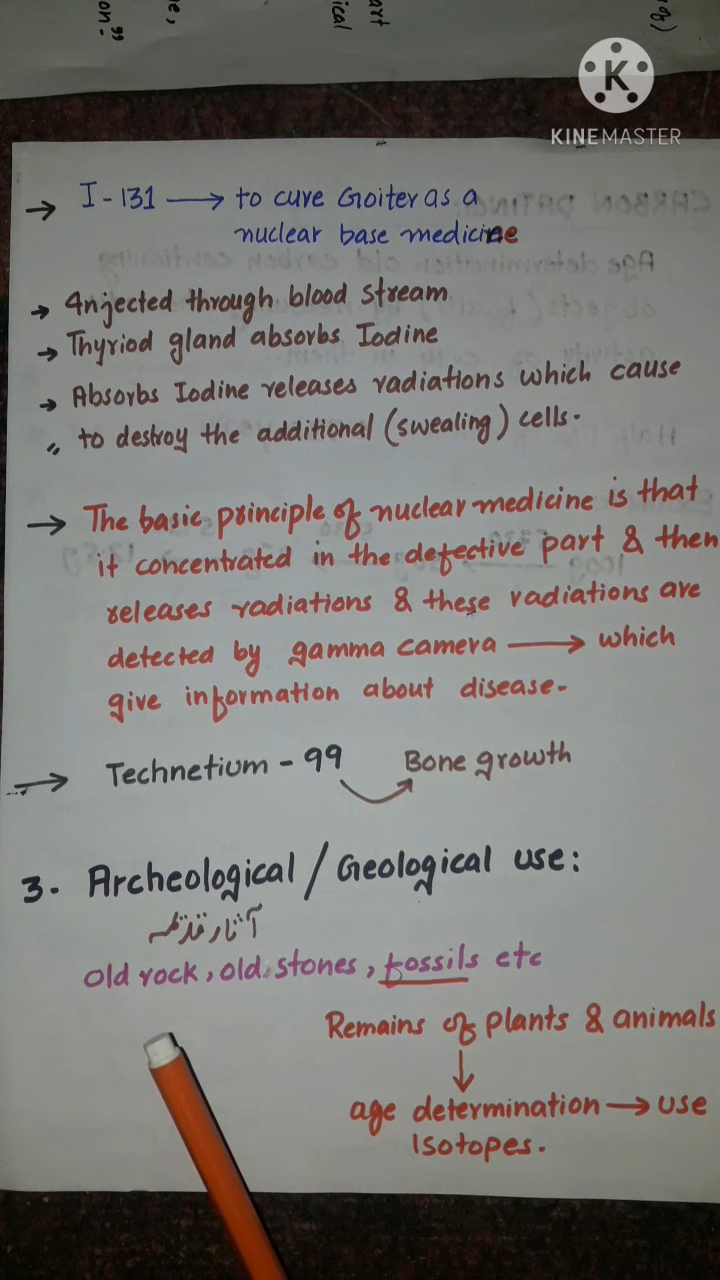 KINEMASTER
→ I-131 ⟶ to cure Goiter as a
nuclear base medicine
→ Injected through blood stream
→ Thyriod gland absorbs Iodine
→ Absorbs Iodine releases radiations which cause
〃 to destroy the additional (swealing) cells.
→ The basic principle of nuclear medicine is that
it concentrated in the defective part & then
releases radiations & these radiations are
detected by gamma camera ⟶ which
give information about disease.
→ Technetium - 99 Bone growth
3. Archeological / Geological use:
آثار قدیمہ
old rock, old stones, fossils etc
Remains of plants & animals
↓
age determination → use
Isotopes.